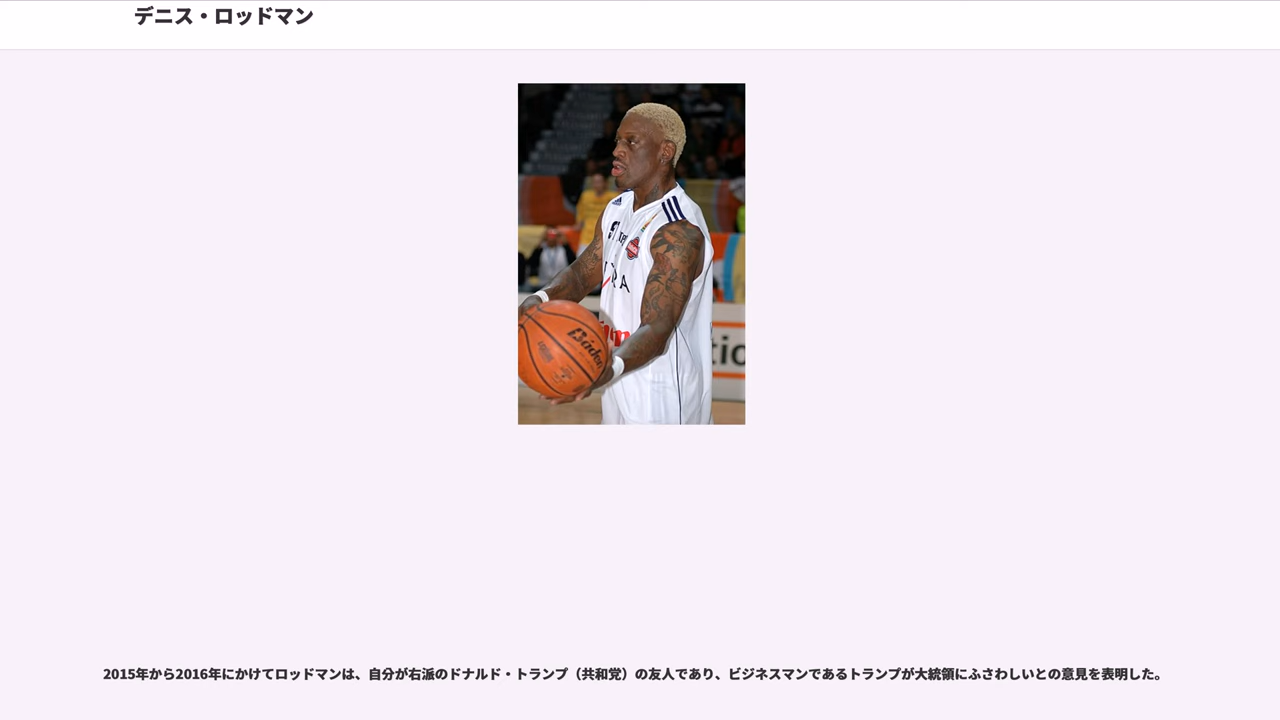 デニス・ロッドマン
Baden
tic
2015年から2016年にかけてロッドマンは、自分が右派のドナルド・トランプ（共和党）の友人であり、ビジネスマンであるトランプが大統領にふさわしいとの意見を表明した。